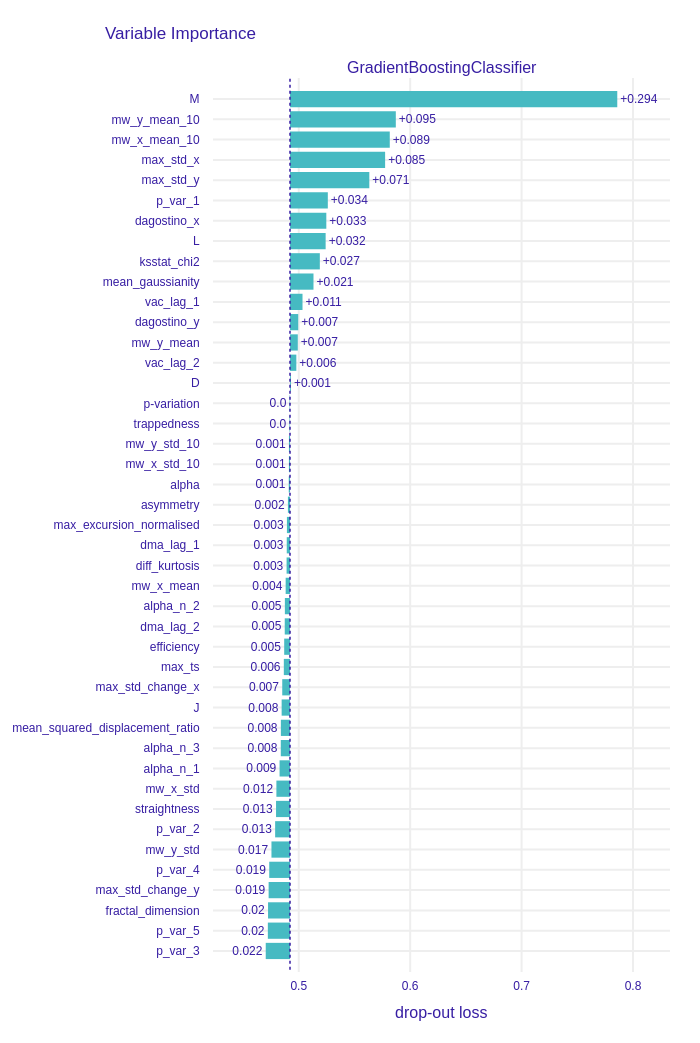 Variable Importance
GradientBoostingClassifier
M +0.294
mw_y_mean_10 +0.095
mw_x_mean_10 +0.089
max_std_x +0.085
max_std_y +0.071
p_var_1 +0.034
dagostino_x +0.033
L +0.032
ksstat_chi2 +0.027
mean_gaussianity +0.021
vac_lag_1 +0.011
dagostino_y +0.007
mw_y_mean +0.007
vac_lag_2 +0.006
D +0.001
p-variation 0.0
trappedness 0.0
mw_y_std_10 0.001
mw_x_std_10 0.001
alpha 0.001
asymmetry 0.002
max_excursion_normalised 0.003
dma_lag_1 0.003
diff_kurtosis 0.003
mw_x_mean 0.004
alpha_n_2 0.005
dma_lag_2 0.005
efficiency 0.005
max_ts 0.006
max_std_change_x 0.007
J 0.008
mean_squared_displacement_ratio 0.008
alpha_n_3 0.008
alpha_n_1 0.009
mw_x_std 0.012
straightness 0.013
p_var_2 0.013
mw_y_std 0.017
p_var_4 0.019
max_std_change_y 0.019
fractal_dimension 0.02
p_var_5 0.02
p_var_3 0.022
0.5 0.6 0.7 0.8
drop-out loss